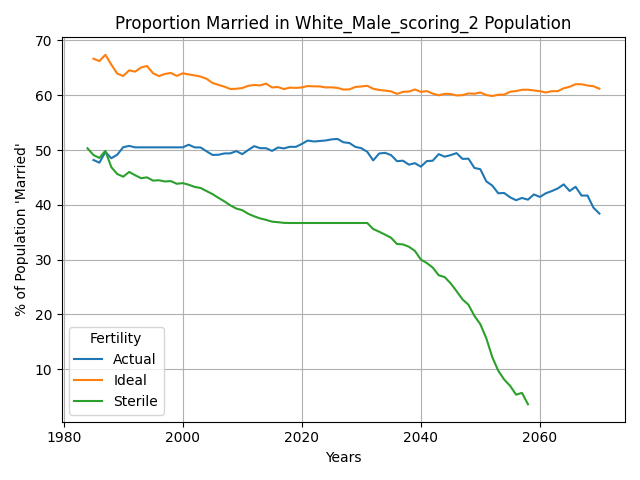 Proportion Married in White_Male_scoring_2 Population
% of Population 'Married'
70
60
50
40
30
20
10
Fertility
Actual
Ideal
Sterile
1980
2000
2020
2040
2060
Years